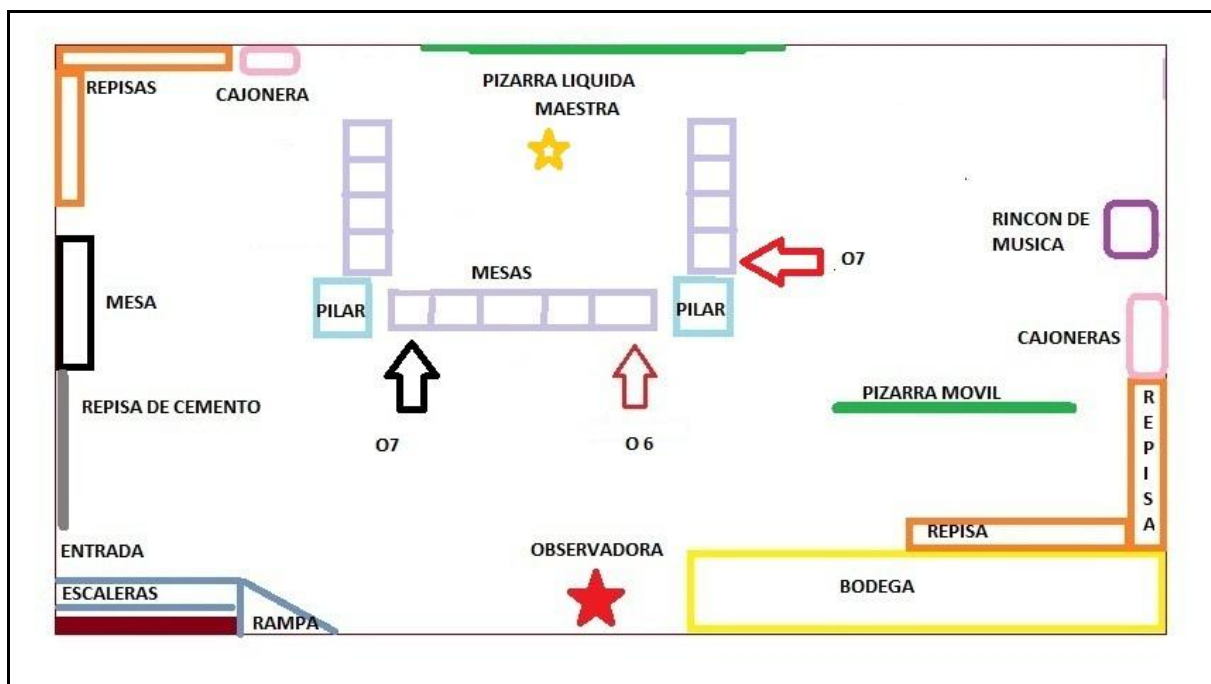 REPISAS
CAJONERA
PIZARRA LIQUIDA
MAESTRA
RINCON DE
MUSICA
O7
MESAS
MESA
PILAR
PILAR
CAJONERAS
REPISA DE CEMENTO
PIZARRA MOVIL
REPISA
O7
O 6
ENTRADA
OBSERVADORA
REPISA
ESCALERAS
BODEGA
RAMPA